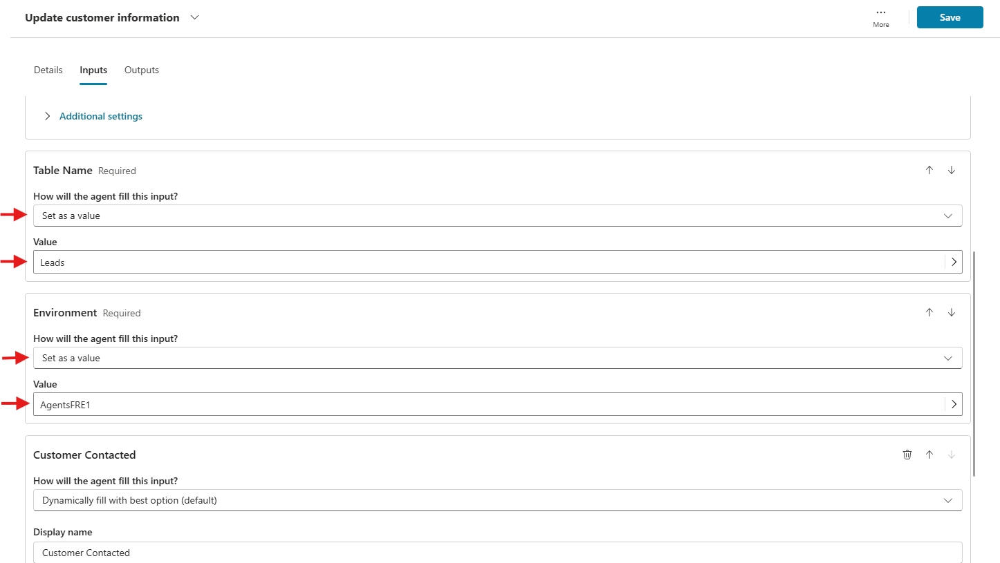 Update customer information
More
Save
Details Inputs Outputs
Additional settings
Table Name Required
How will the agent fill this input?
Set as a value
Value
Leads
Environment Required
How will the agent fill this input?
Set as a value
Value
AgentsFRE1
Customer Contacted
How will the agent fill this input?
Dynamically fill with best option (default)
Display name
Customer Contacted